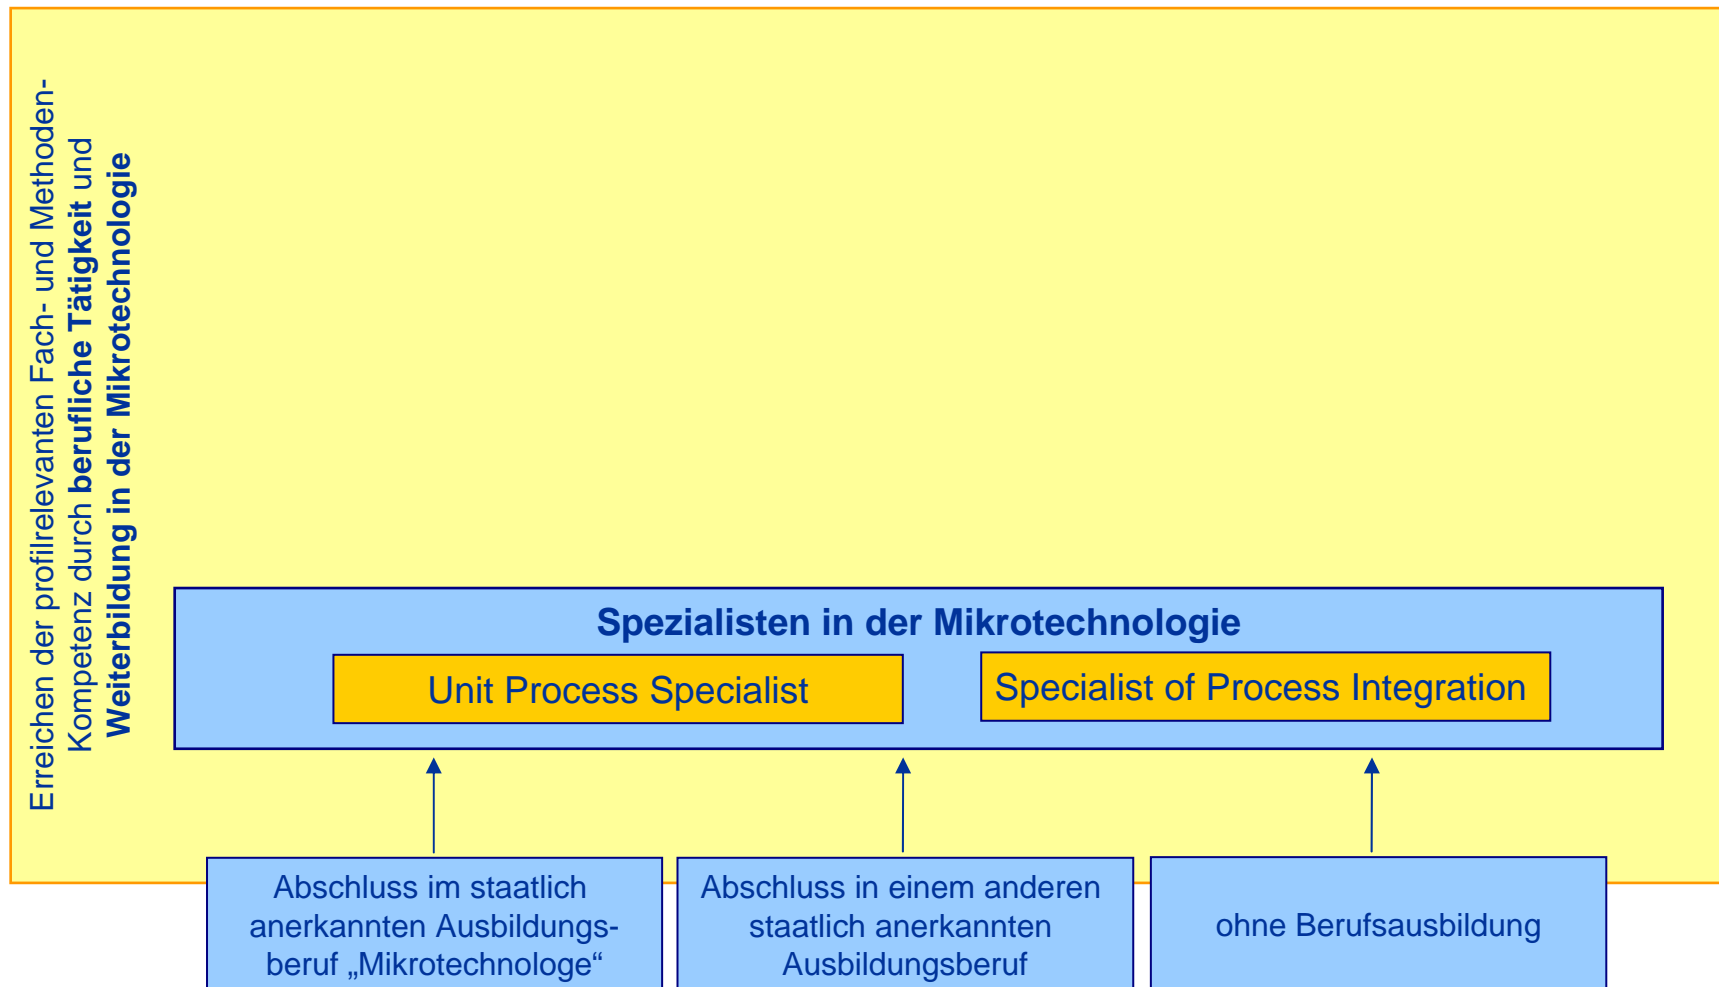 Erreichen der profilrelevanten Fach- und Methoden-
Kompetenz durch berufliche Tätigkeit und
Weiterbildung in der Mikrotechnologie
Spezialisten in der Mikrotechnologie
Unit Process Specialist
Specialist of Process Integration
Abschluss im staatlich
anerkannten Ausbildungs-
beruf „Mikrotechnologe“
Abschluss in einem anderen
staatlich anerkannten
Ausbildungsberuf
ohne Berufsausbildung